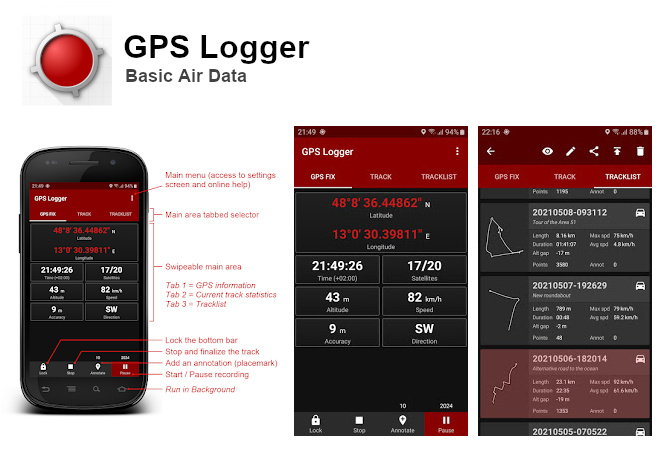 GPS Logger
Basic Air Data
21:49
GPS Logger
GPS FIX TRACK TRACKLIST
48°8' 36.44862" N
Latitude
13°0' 30.39811" E
Longitude
21:49:26
Time (+02:00)
17/20
Satellites
43 m
Altitude
82 km/h
Speed
9 m
Accuracy
SW
Direction
10
2024
Lock
Stop
Annotate
Pause
Main menu (access to settings
screen and online help)
Main area tabbed selector
Swipeable main area
Tab 1 = GPS information
Tab 2 = Current track statistics
Tab 3 = Tracklist
Lock the bottom bar
Stop and finalize the track
Add an annotation (placemark)
Start / Pause recording
Run in Background
21:49 94%
GPS Logger
GPS FIX TRACK TRACKLIST
48°8' 36.44862" N
Latitude
13°0' 30.39811" E
Longitude
21:49:26
Time (+02:00)
17/20
Satellites
43 m
Altitude
82 km/h
Speed
9 m
Accuracy
SW
Direction
10
2024
Lock
Stop
Annotate
Pause
22:16 88%
GPS FIX TRACK TRACKLIST
Points 1195 Annot 0
20210508-093112
Tour of the Area 51
Length 8.16 km Max spd 75 km/h
Duration 01:41:07 Avg spd 4.8 km/h
Alt gap -17 m
Points 3580 Annot 0
20210507-192629
New roundabout
Length 790 m Max spd 79 km/h
Duration 00:48 Avg spd 59.2 km/h
Alt gap -2 m
Points 48 Annot 0
20210506-182014
Alternative road to the ocean
Length 23.1 km Max spd 92 km/h
Duration 22:35 Avg spd 61.6 km/h
Alt gap -19 m
Points 1353 Annot 0
20210505-070522